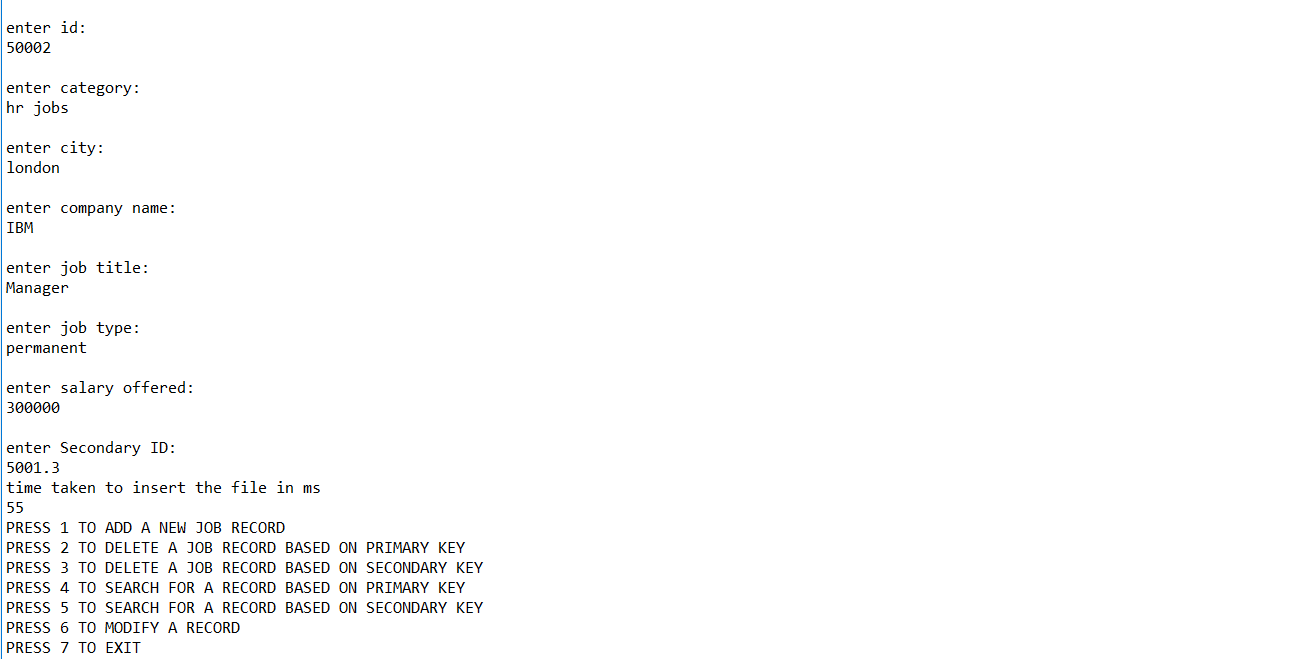 enter id:
50002
enter category:
hr jobs
enter city:
london
enter company name:
IBM
enter job title:
Manager
enter job type:
permanent
enter salary offered:
300000
enter Secondary ID:
5001.3
time taken to insert the file in ms
55
PRESS 1 TO ADD A NEW JOB RECORD
PRESS 2 TO DELETE A JOB RECORD BASED ON PRIMARY KEY
PRESS 3 TO DELETE A JOB RECORD BASED ON SECONDARY KEY
PRESS 4 TO SEARCH FOR A RECORD BASED ON PRIMARY KEY
PRESS 5 TO SEARCH FOR A RECORD BASED ON SECONDARY KEY
PRESS 6 TO MODIFY A RECORD
PRESS 7 TO EXIT